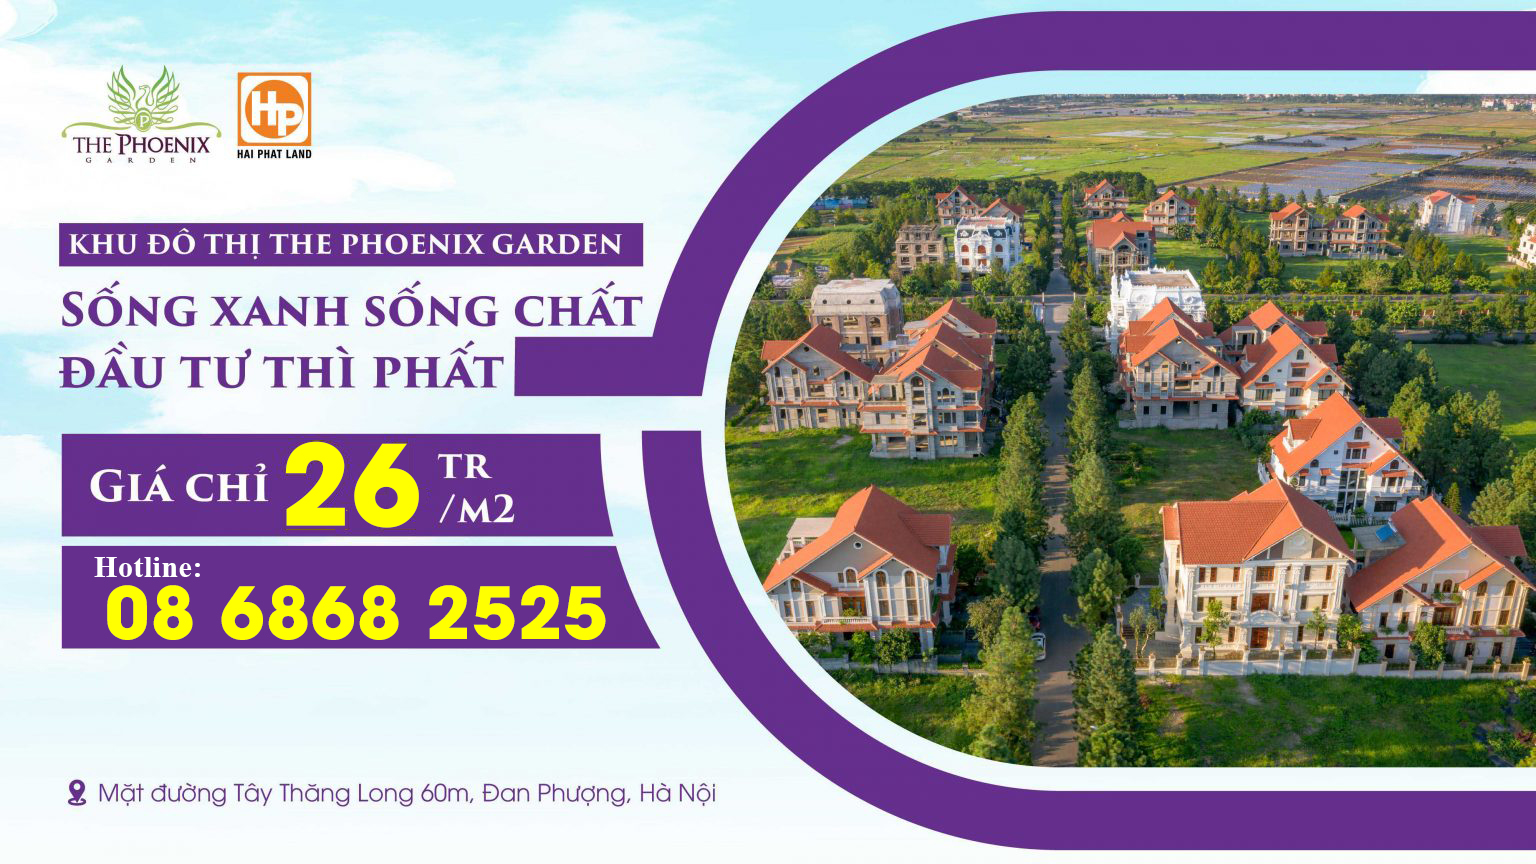 THE PHOENIX
GARDEN
HP
HAI PHAT LAND
KHU ĐÔ THỊ THE PHOENIX GARDEN
SỐNG XANH SỐNG CHẤT
ĐẦU TƯ THÌ PHẤT
GIÁ CHỈ 26 TR/M2
Hotline:
08 6868 2525
Mặt đường Tây Thăng Long 60m, Đan Phượng, Hà Nội